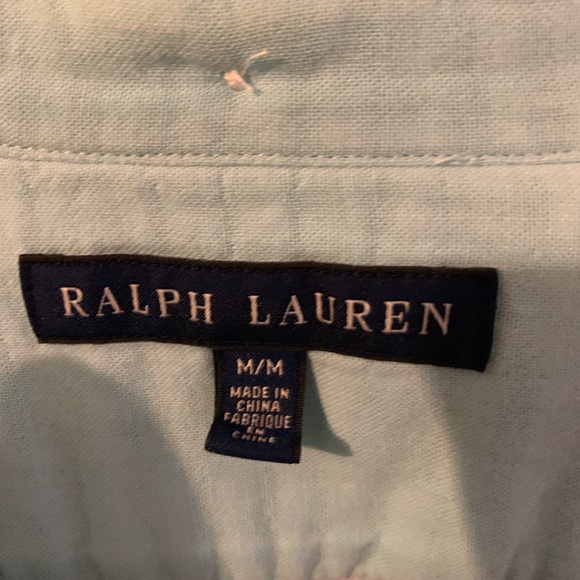 RALPH LAUREN
M/M
MADE IN
CHINA
FABRIQUE
EN
CHINE